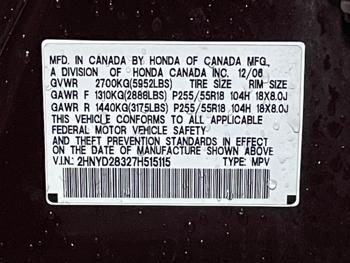 MFD. IN CANADA BY HONDA OF CANADA MFG.,
A DIVISION OF HONDA CANADA INC. 12/06
GVWR 2700KG(5952LBS) TIRE SIZE RIM SIZE
GAWR F 1310KG(2888LBS) P255/55R18 104H 18X8.0J
GAWR R 1440KG(3175LBS) P255/55R18 104H 18X8.0J
THIS VEHICLE CONFORMS TO ALL APPLICABLE
FEDERAL MOTOR VEHICLE SAFETY AND
THEFT PREVENTION STANDARDS IN EFFECT
ON THE DATE OF MANUFACTURE SHOWN ABOVE
V.I.N.: 2HNYD28327H515115 TYPE: MPV